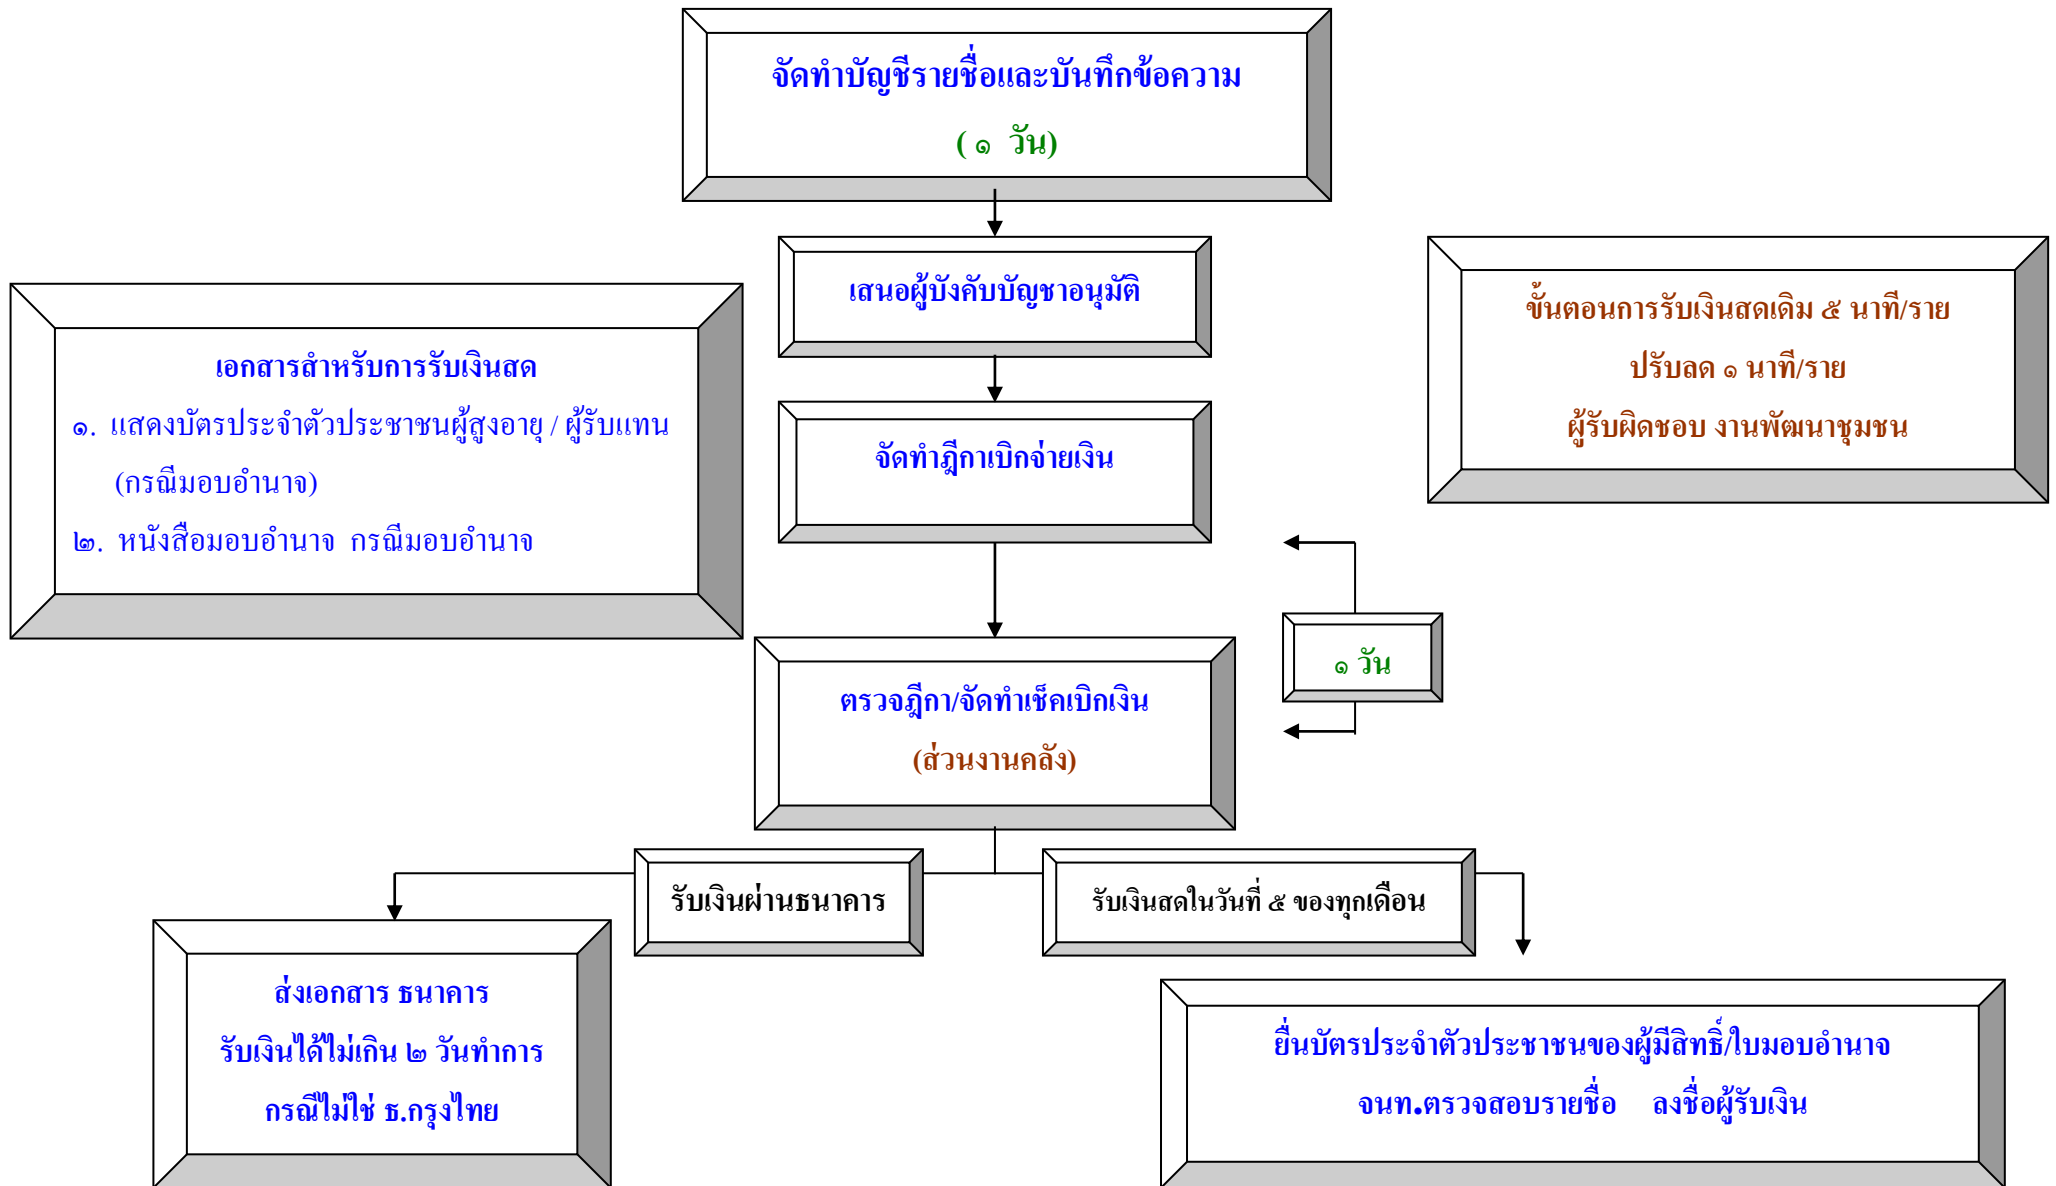 จัดทำบัญชีรายชื่อและบันทึกข้อความ
( ๑ วัน)
เสนอผู้บังคับบัญชาอนุมัติ
ขั้นตอนการรับเงินสดเดิม ๕ นาที/ราย
ปรับลด ๑ นาที/ราย
ผู้รับผิดชอบ งานพัฒนาชุมชน
เอกสารสำหรับการรับเงินสด
๑. แสดงบัตรประจำตัวประชาชนผู้สูงอายุ / ผู้รับแทน
(กรณีมอบอำนาจ)
๒. หนังสือมอบอำนาจ กรณีมอบอำนาจ
จัดทำฎีกาเบิกจ่ายเงิน
๑ วัน
ตรวจฎีกา/จัดทำเช็คเบิกเงิน
(ส่วนงานคลัง)
รับเงินผ่านธนาคาร
รับเงินสดในวันที่ ๕ ของทุกเดือน
ส่งเอกสาร ธนาคาร
รับเงินได้ไม่เกิน ๒ วันทำการ
กรณีไม่ใช่ ธ.กรุงไทย
ยื่นบัตรประจำตัวประชาชนของผู้มีสิทธิ์/ใบมอบอำนาจ
จนท.ตรวจสอบรายชื่อ ลงชื่อผู้รับเงิน